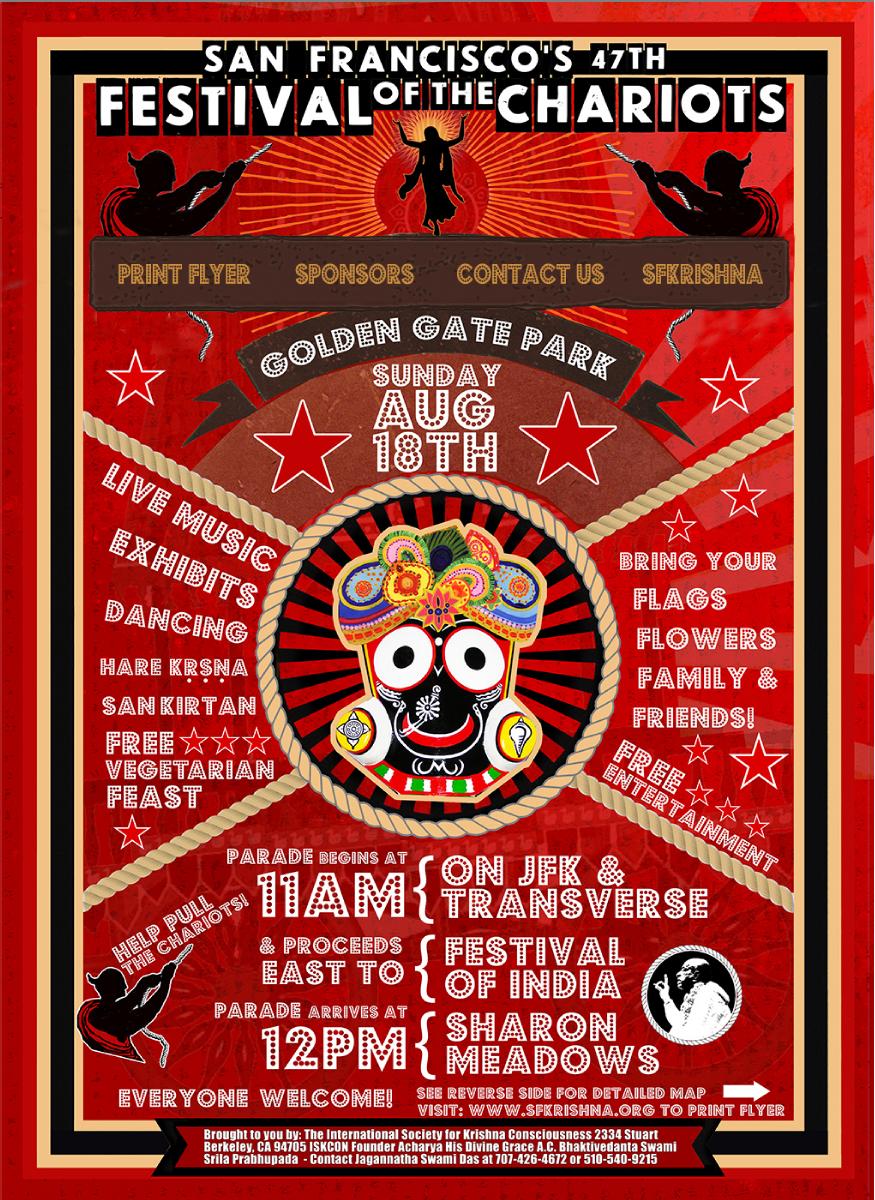 SAN FRANCISCO'S 47TH
FESTIVAL OF THE CHARIOTS
PRINT FLYER SPONSORS CONTACT US SFKRISHNA
GOLDEN GATE PARK
SUNDAY
AUG
18TH
LIVE MUSIC
EXHIBITS
DANCING
HARE KṚṢṆA
SANKIRTAN
FREE
VEGETARIAN
FEAST
BRING YOUR
FLAGS
FLOWERS
FAMILY &
FRIENDS!
FREE
ENTERTAINMENT
PARADE BEGINS AT
11AM
{ ON JFK &
TRANSVERSE
HELP PULL
THE CHARIOTS!
& PROCEEDS
EAST TO
{ FESTIVAL
OF INDIA
PARADE ARRIVES AT
12PM
{ SHARON
MEADOWS
EVERYONE WELCOME!
SEE REVERSE SIDE FOR DETAILED MAP
VISIT: WWW.SFKRISHNA.ORG TO PRINT FLYER
Brought to you by: The International Society for Krishna Consciousness 2334 Stuart
Berkeley, CA 94705 ISKCON Founder Acharya His Divine Grace A.C. Bhaktivedanta Swami
Srila Prabhupada - Contact Jagannatha Swami Das at 707-426-4672 or 510-540-9215